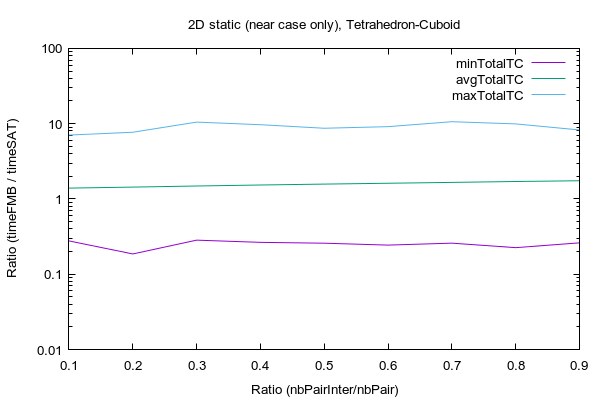 2D static (near case only), Tetrahedron-Cuboid
100
10
1
0.1
0.01
Ratio (timeFMB / timeSAT)
minTotalTC
avgTotalTC
maxTotalTC
0.1 0.2 0.3 0.4 0.5 0.6 0.7 0.8 0.9
Ratio (nbPairInter/nbPair)